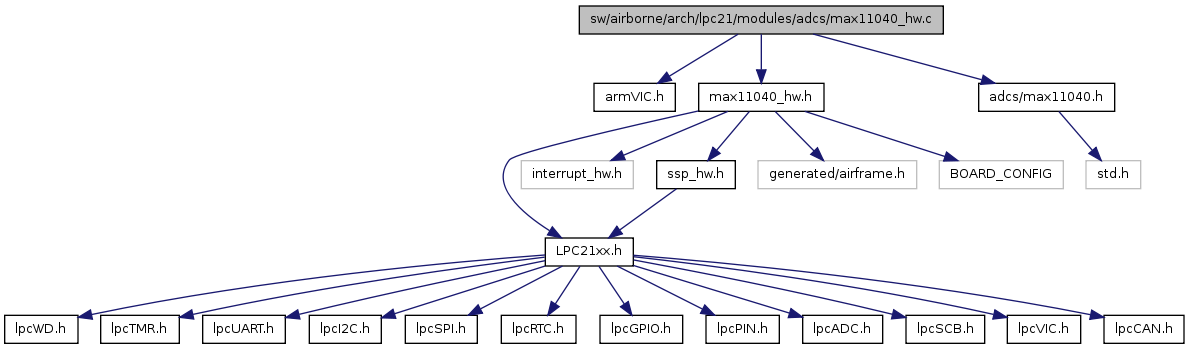 sw/airborne/arch/lpc21/modules/adcs/max11040_hw.c
armVIC.h
max11040_hw.h
adcs/max11040.h
interrupt_hw.h
ssp_hw.h
generated/airframe.h
BOARD_CONFIG
std.h
LPC21xx.h
lpcWD.h
lpcTMR.h
lpcUART.h
lpcI2C.h
lpcSPI.h
lpcRTC.h
lpcGPIO.h
lpcPIN.h
lpcADC.h
lpcSCB.h
lpcVIC.h
lpcCAN.h